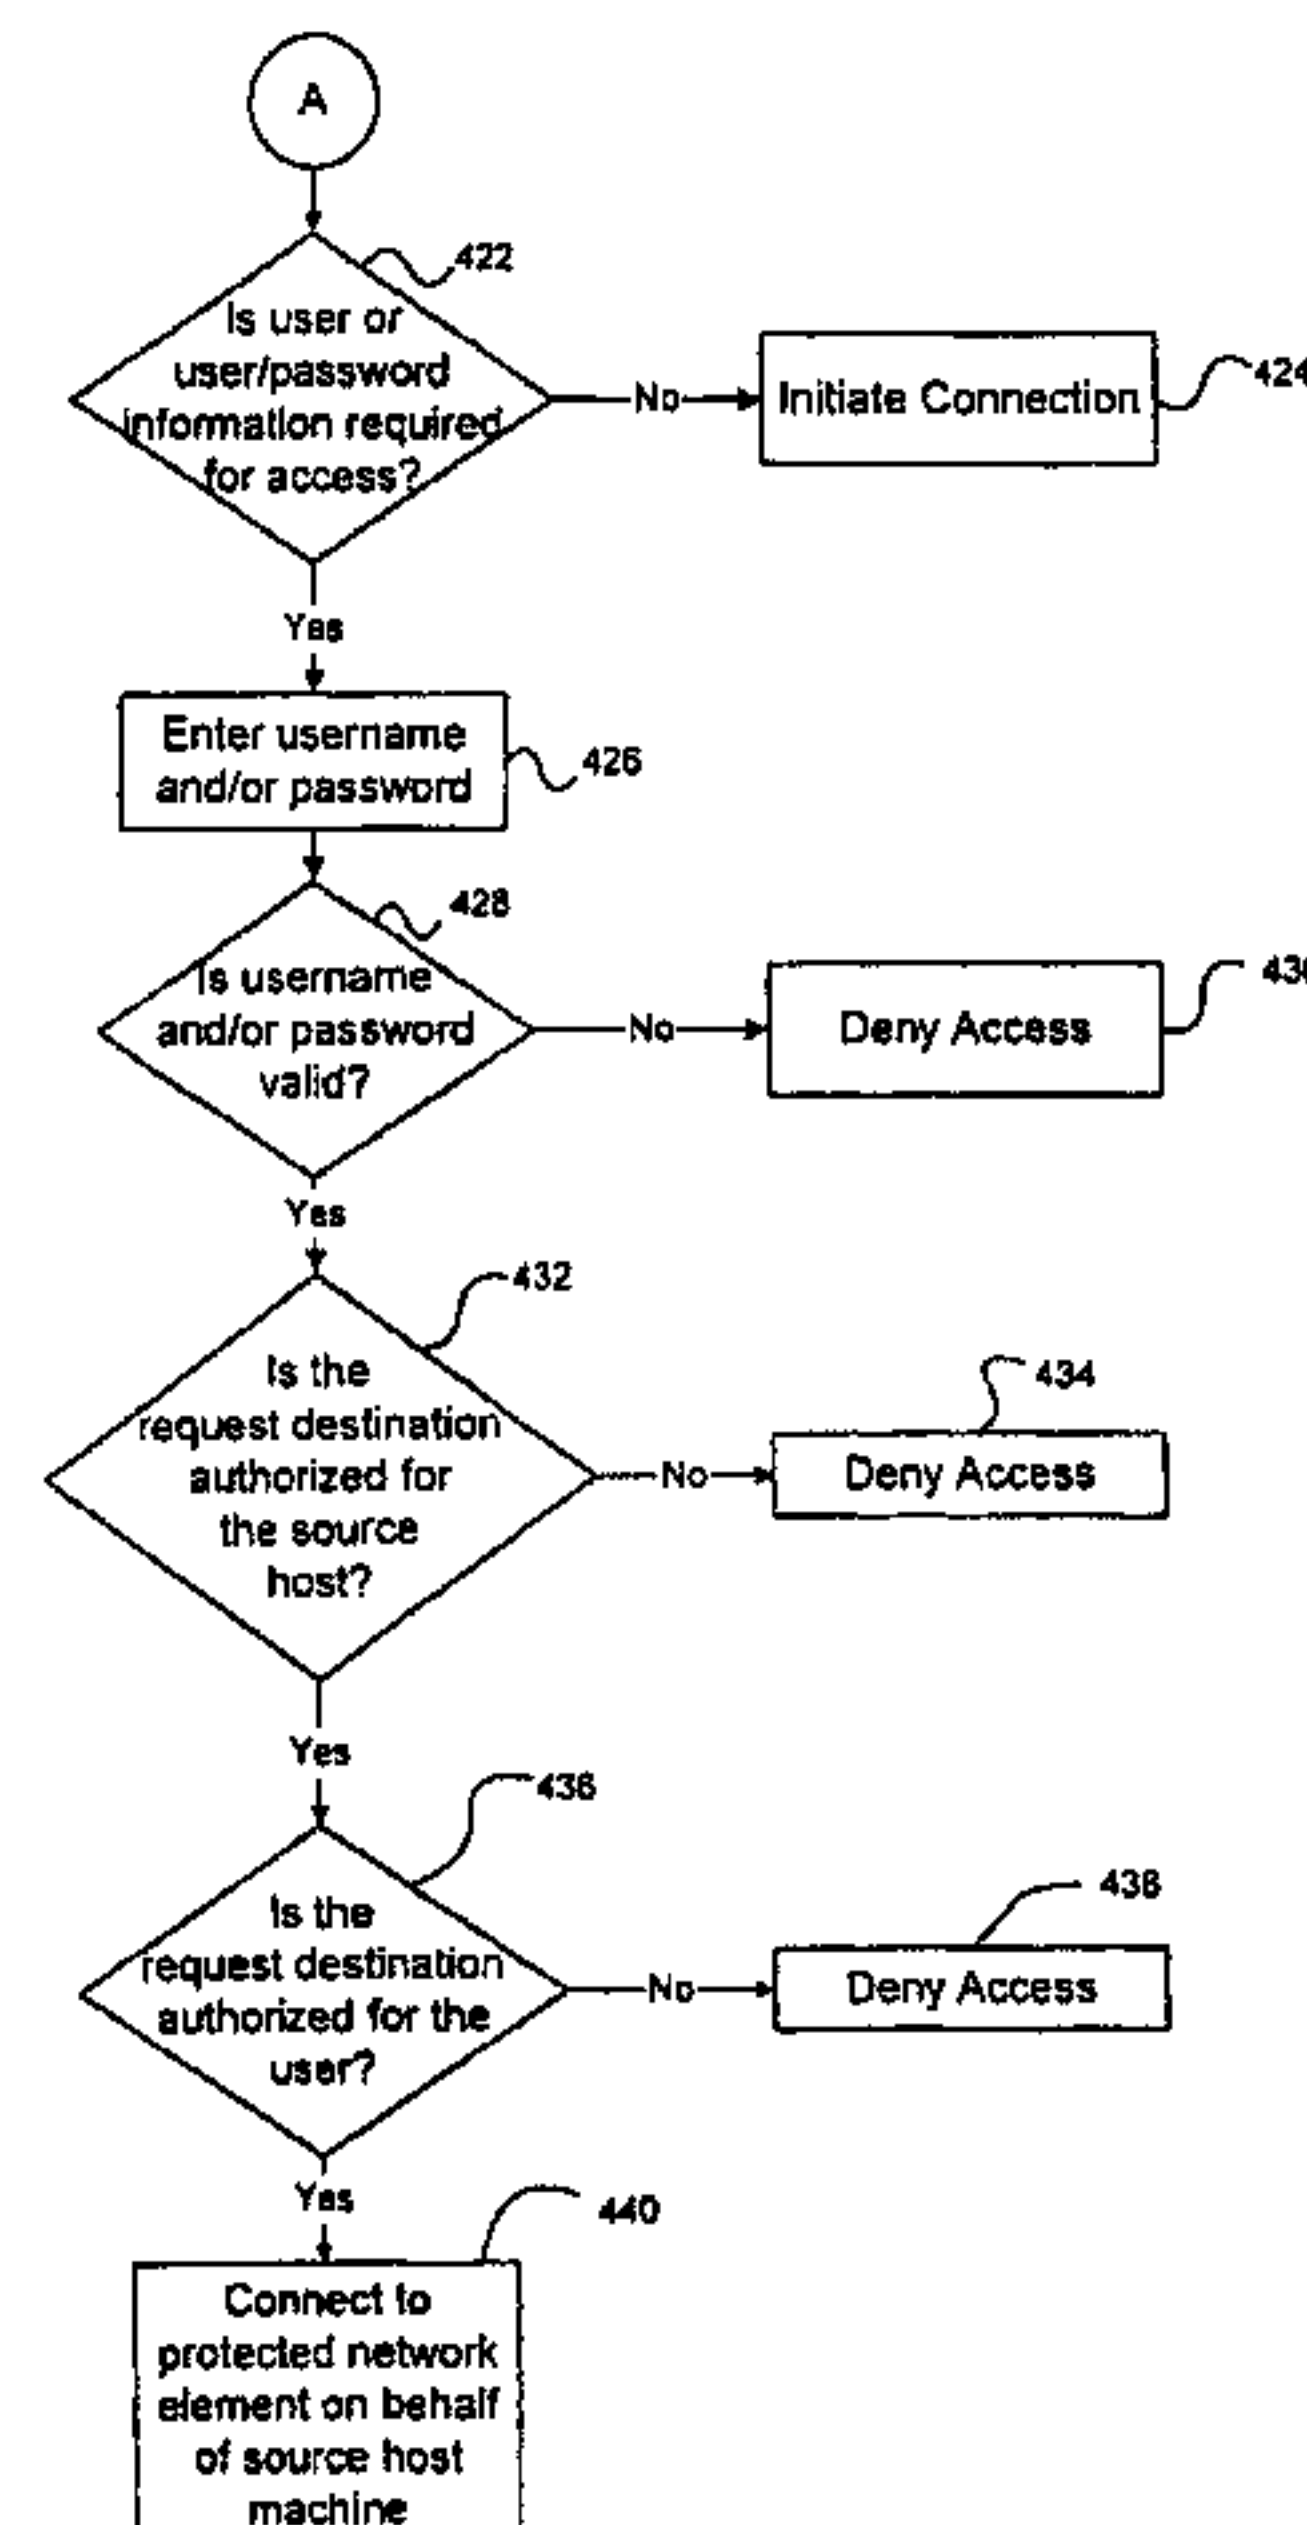 A
422
Is user or
user/password
information required
for access?
No
Initiate Connection
424
Yes
Enter username
and/or password
426
428
Is username
and/or password
valid?
No
Deny Access
430
Yes
432
Is the
request destination
authorized for
the source
host?
No
434
Deny Access
Yes
436
Is the
request destination
authorized for the
user?
No
438
Deny Access
Yes
440
Connect to
protected network
element on behalf
of source host
machine